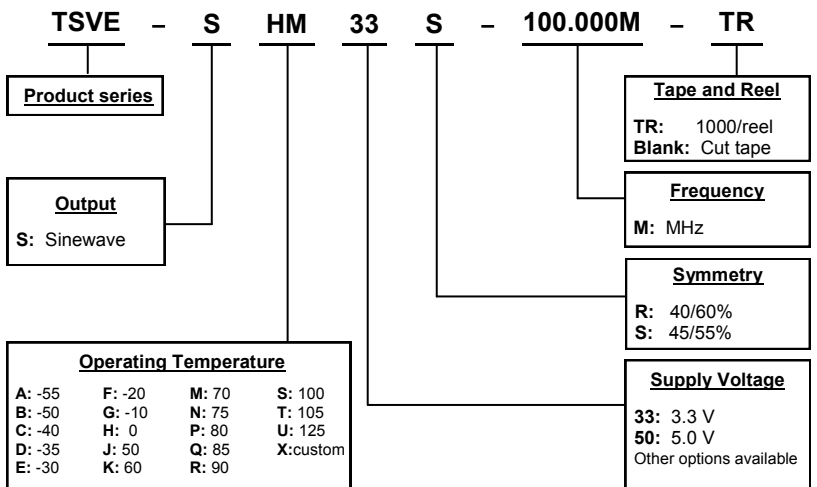 TSVE – S HM 33 S – 100.000M – TR
Product series
Tape and Reel
TR: 1000/reel
Blank: Cut tape
Output
S: Sinewave
Frequency
M: MHz
Symmetry
R: 40/60%
S: 45/55%
Operating Temperature
A: -55 F: -20 M: 70 S: 100
B: -50 G: -10 N: 75 T: 105
C: -40 H: 0 P: 80 U: 125
D: -35 J: 50 Q: 85 X:custom
E: -30 K: 60 R: 90
Supply Voltage
33: 3.3 V
50: 5.0 V
Other options available